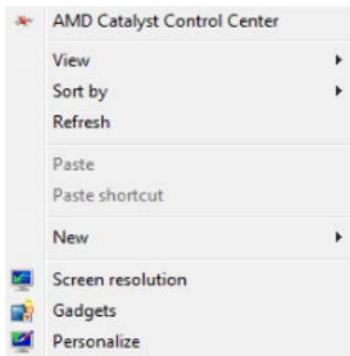 AMD Catalyst Control Center
View
Sort by
Refresh
Paste
Paste shortcut
New
Screen resolution
Gadgets
Personalize